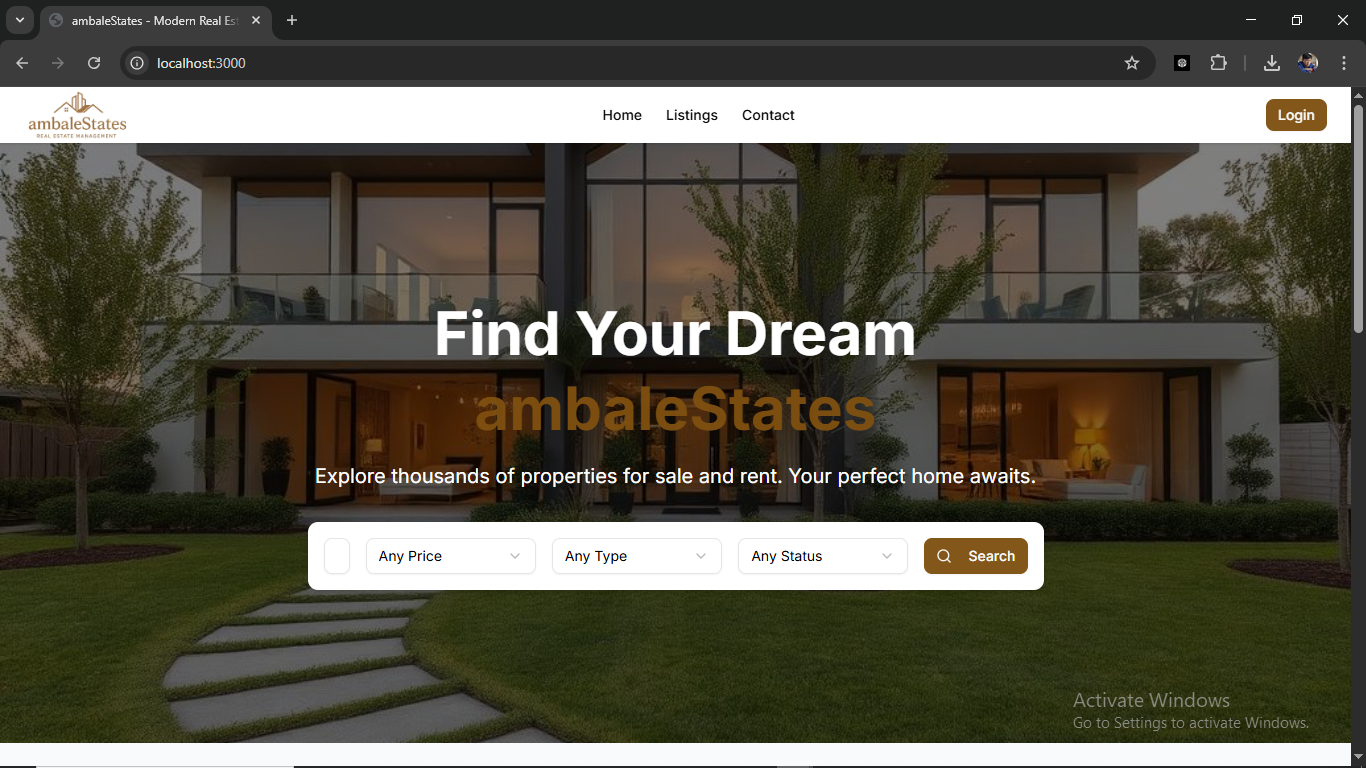 ambaleStates - Modern Real Est
localhost:3000
ambaleStates
REAL ESTATE MANAGEMENT
Home
Listings
Contact
Login
Find Your Dream
ambaleStates
Explore thousands of properties for sale and rent. Your perfect home awaits.
Any Price
Any Type
Any Status
Search
Activate Windows
Go to Settings to activate Windows.